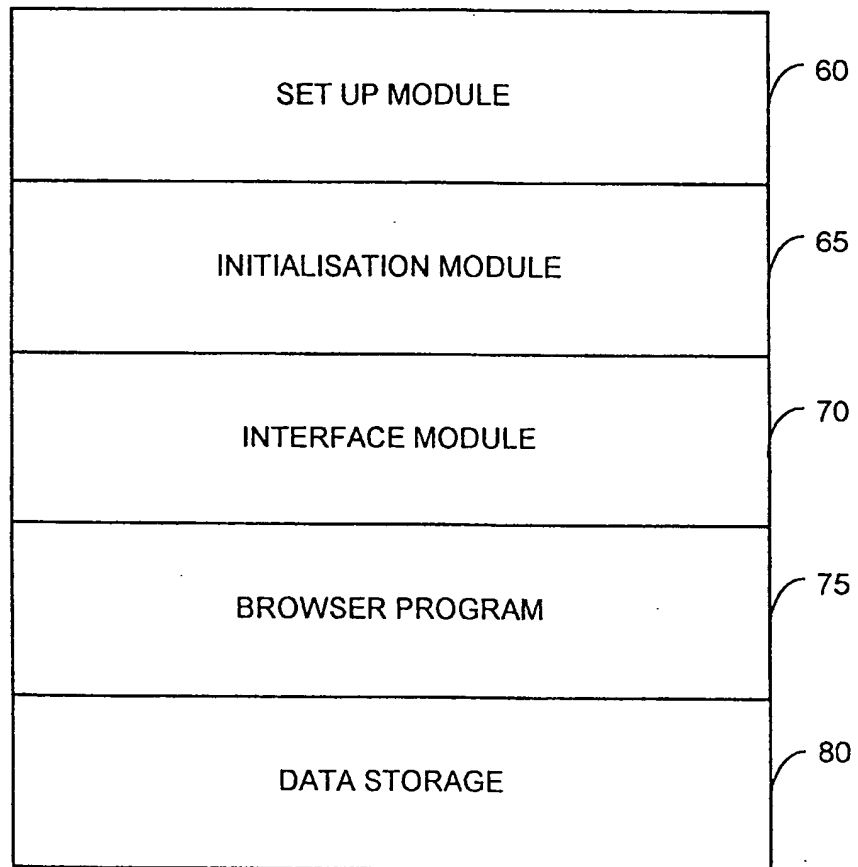 SET UP MODULE
60
INITIALISATION MODULE
65
INTERFACE MODULE
70
BROWSER PROGRAM
75
DATA STORAGE
80